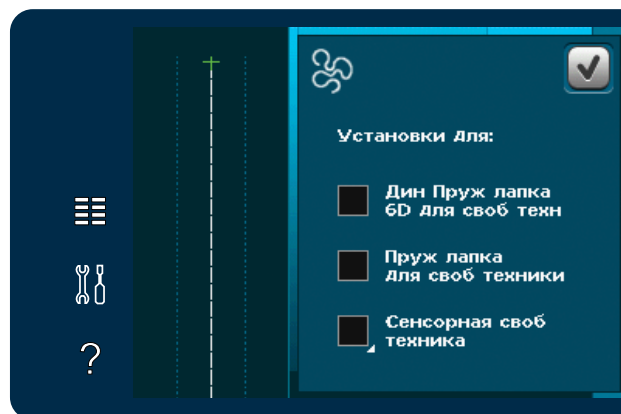 Установки для:
Дин Пруж лапка
6D для своб техн
Пруж лапка
для своб техники
Сенсорная своб
техника
?